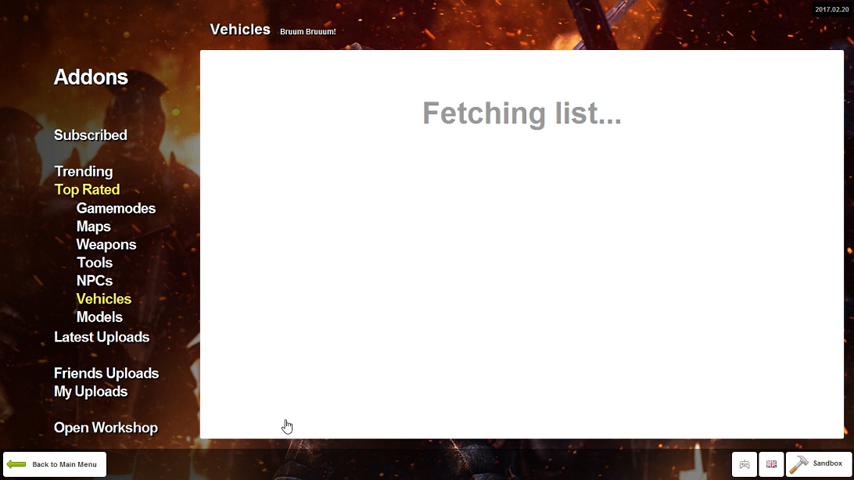 2017.02.20
Vehicles Bruum Bruuum!
Addons
Fetching list...
Subscribed
Trending
Top Rated
Gamemodes
Maps
Weapons
Tools
NPCs
Vehicles
Models
Latest Uploads
Friends Uploads
My Uploads
Open Workshop
Back to Main Menu
Sandbox